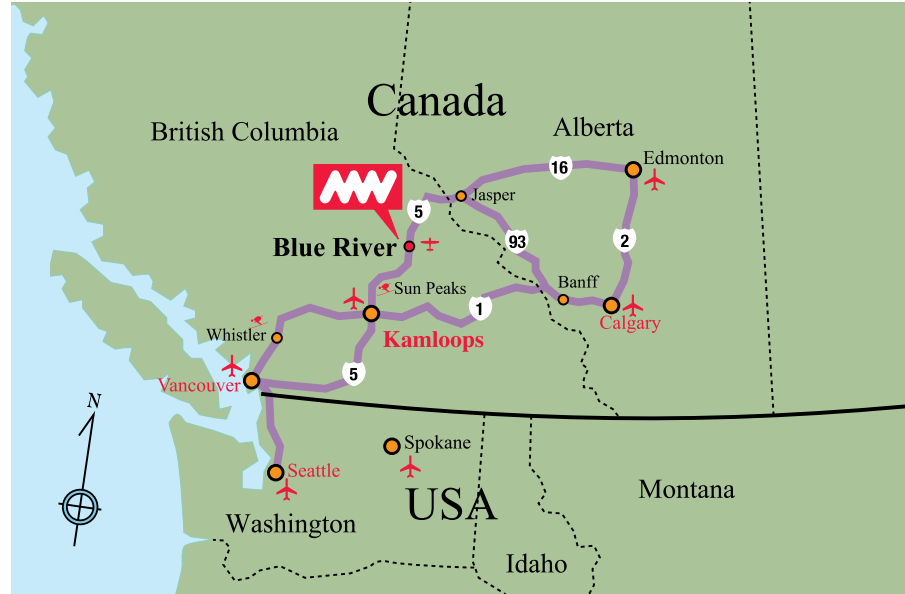 Canada
British Columbia
Alberta
Edmonton
16
Jasper
5
93
2
Blue River
Banff
Sun Peaks
1
Calgary
Whistler
Kamloops
5
Vancouver
N
Spokane
Seattle
Montana
USA
Washington
Idaho